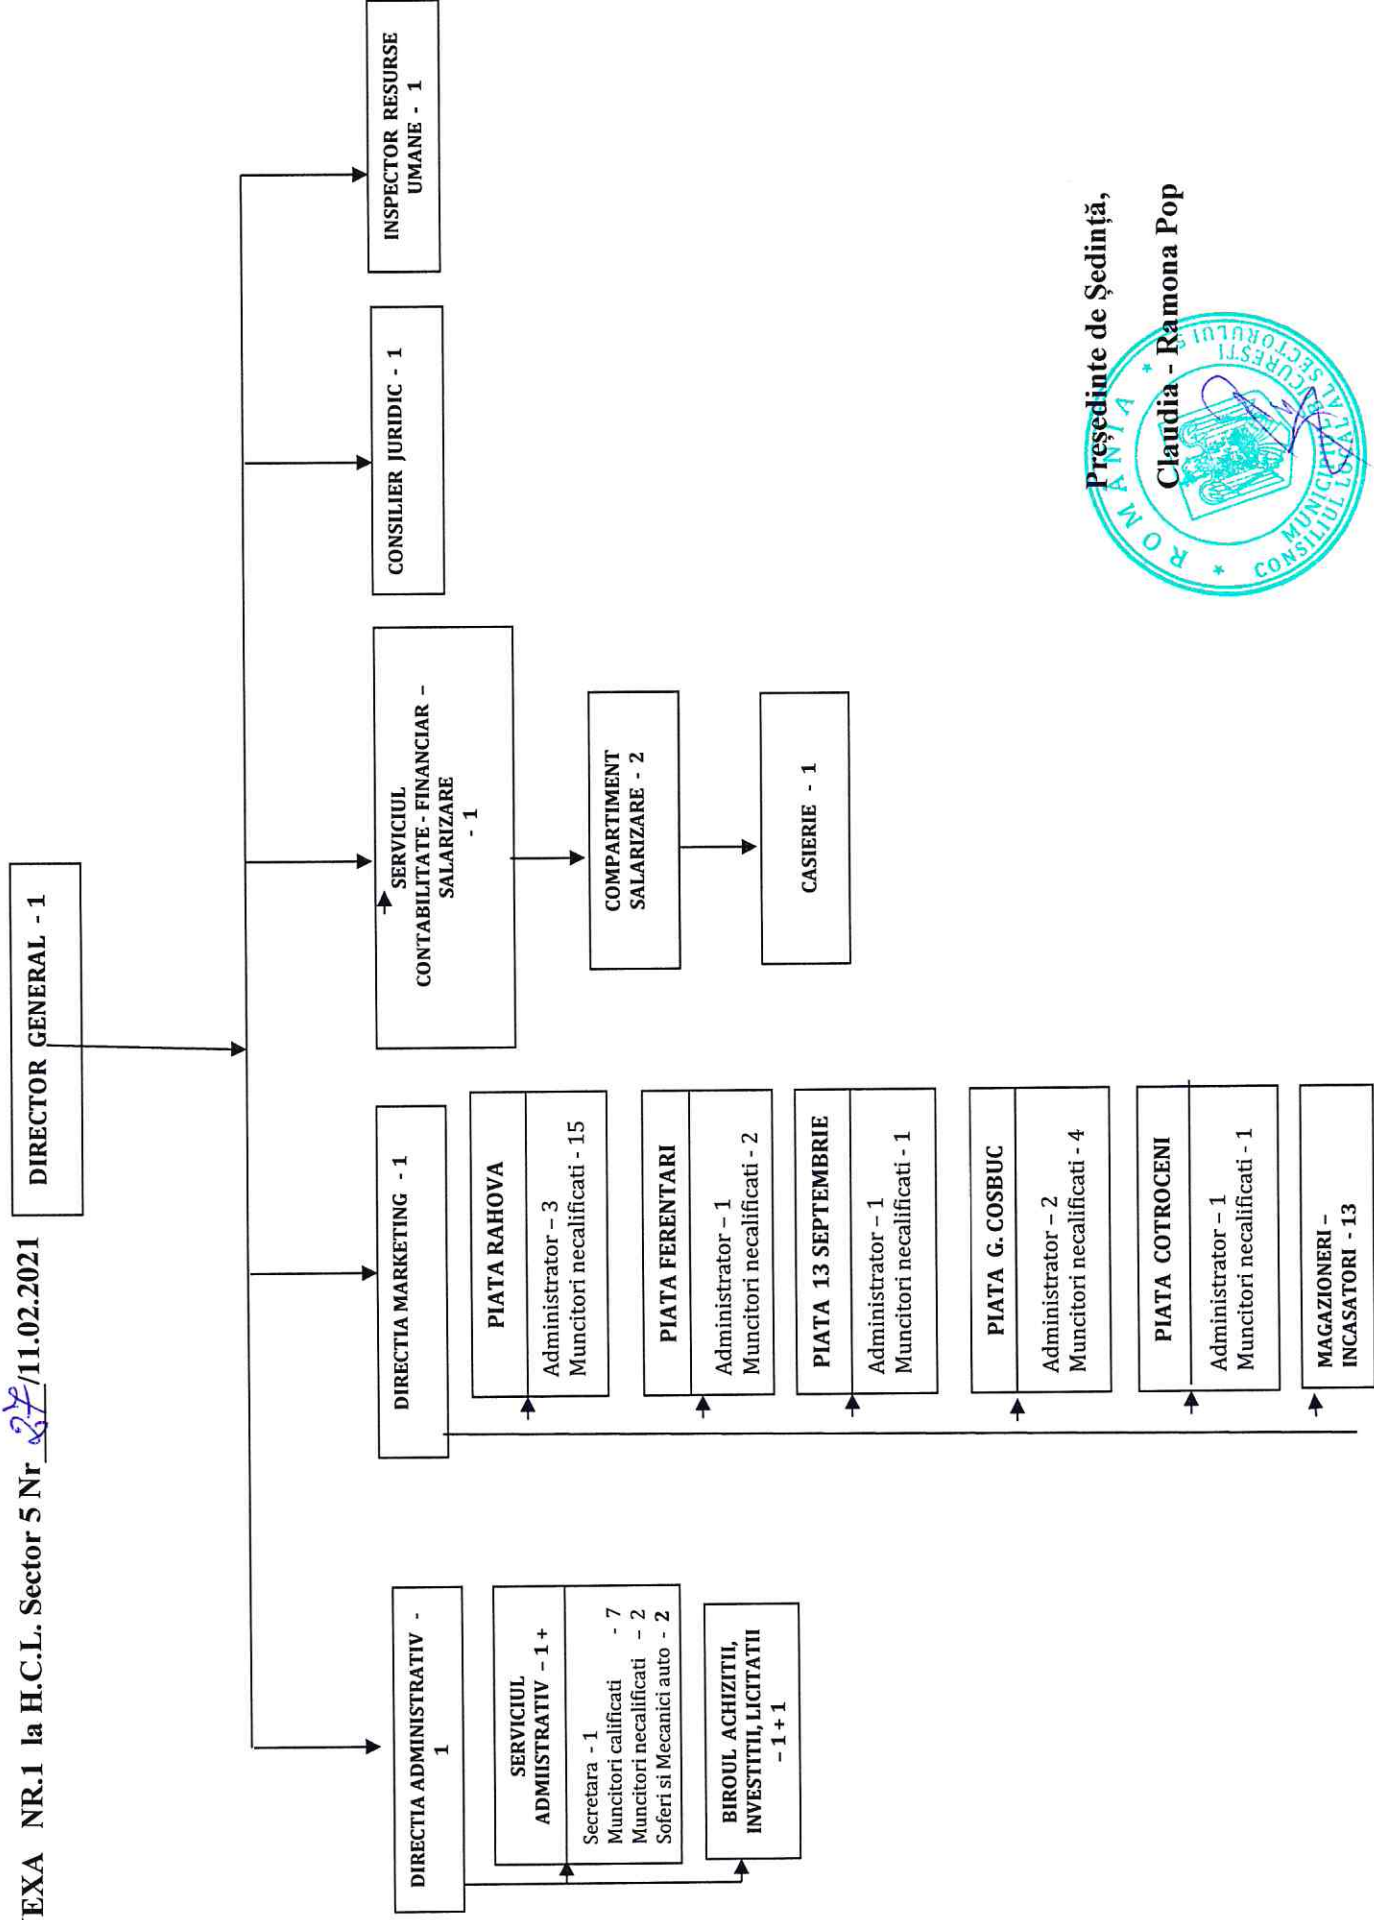 EXA NR.1 la H.C.L. Sector 5 Nr 27/11.02.2021
DIRECTOR GENERAL - 1
DIRECTIA ADMINISTRATIV -
1
SERVICIUL
ADMIISTRATIV – 1 +
Secretara - 1
Muncitori calificati - 7
Muncitori necalificati – 2
Soferi si Mecanici auto - 2
BIROUL ACHIZITII,
INVESTITII, LICITATII
– 1 + 1
DIRECTIA MARKETING - 1
PIATA RAHOVA
Administrator – 3
Muncitori necalificati - 15
PIATA FERENTARI
Administrator – 1
Muncitori necalificati - 2
PIATA 13 SEPTEMBRIE
Administrator – 1
Muncitori necalificati - 1
PIATA G. COSBUC
Administrator – 2
Muncitori necalificati - 4
PIATA COTROCENI
Administrator – 1
Muncitori necalificati - 1
MAGAZIONERI –
INCASATORI - 13
SERVICIUL
CONTABILITATE - FINANCIAR –
SALARIZARE
- 1
COMPARTIMENT
SALARIZARE - 2
CASIERIE - 1
CONSILIER JURIDIC - 1
INSPECTOR RESURSE
UMANE - 1
Președinte de Ședință,
Claudia - Ramona Pop
ROMÂNIA
CONSILIUL LOCAL AL SECTORULUI 5
MUNICIPIUL BUCUREȘTI